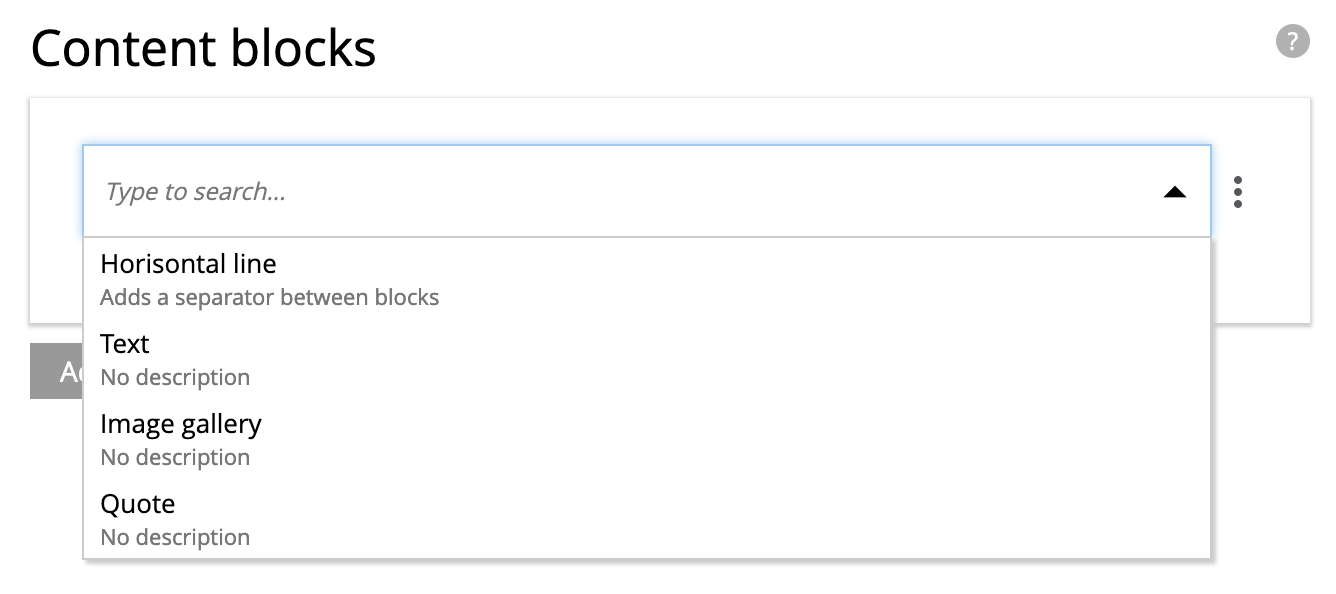 Content blocks
?
Type to search...
Horisontal line
Adds a separator between blocks
Text
No description
Image gallery
No description
Quote
No description